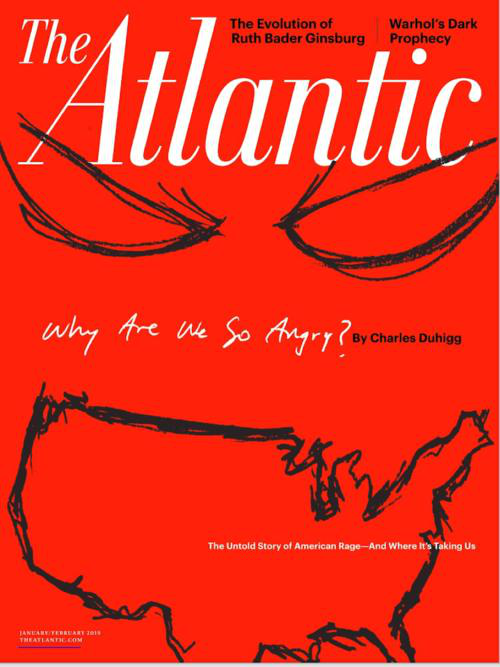 The Atlantic
The Evolution of
Ruth Bader Ginsburg
Warhol's Dark
Prophecy
Why Are We So Angry?
By Charles Duhigg
The Untold Story of American Rage—And Where It's Taking Us
JANUARY/FEBRUARY 2019
THEATLANTIC.COM